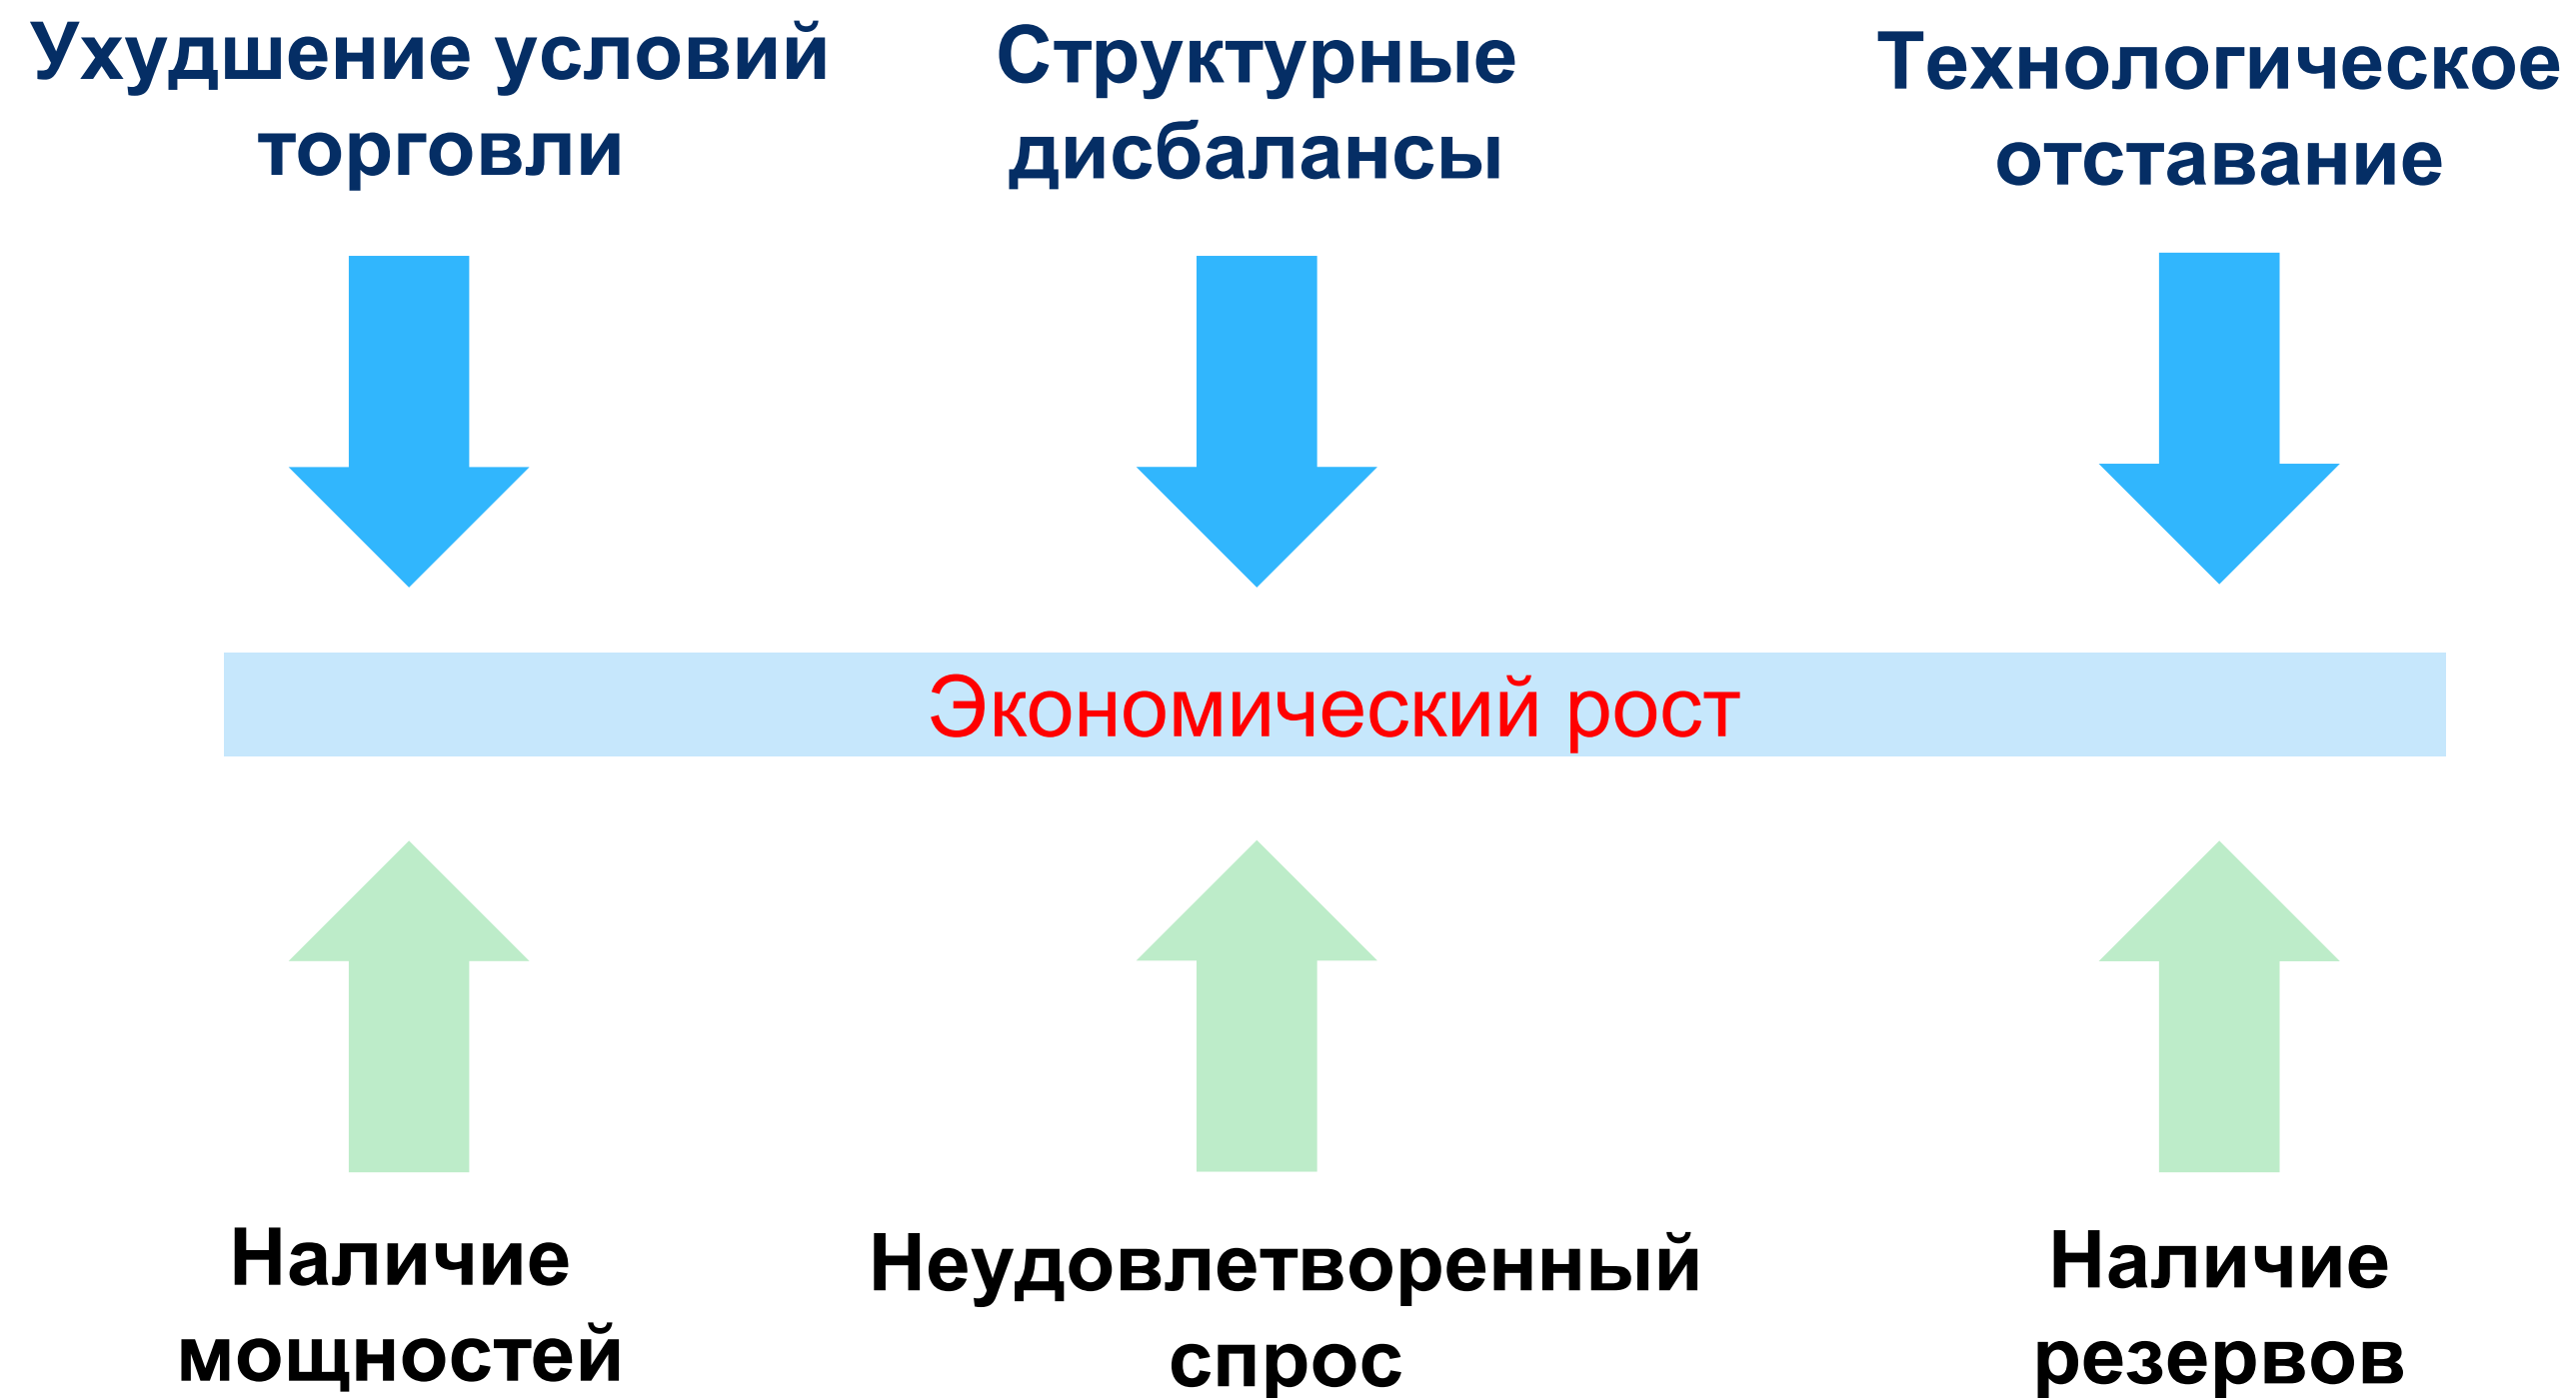 Ухудшение условий
торговли
Структурные
дисбалансы
Технологическое
отставание
Экономический рост
Наличие
мощностей
Неудовлетворенный
спрос
Наличие
резервов